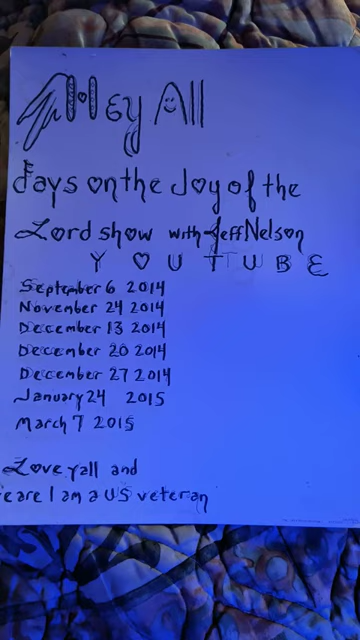 Hey All
days on the Joy of the
Lord show with Jeff Nelson
YOUTUBE
September 6 2014
November 24 2014
December 13 2014
December 20 2014
December 27 2014
January 24 2015
March 7 2015
Love yall and
care I am a US veteran